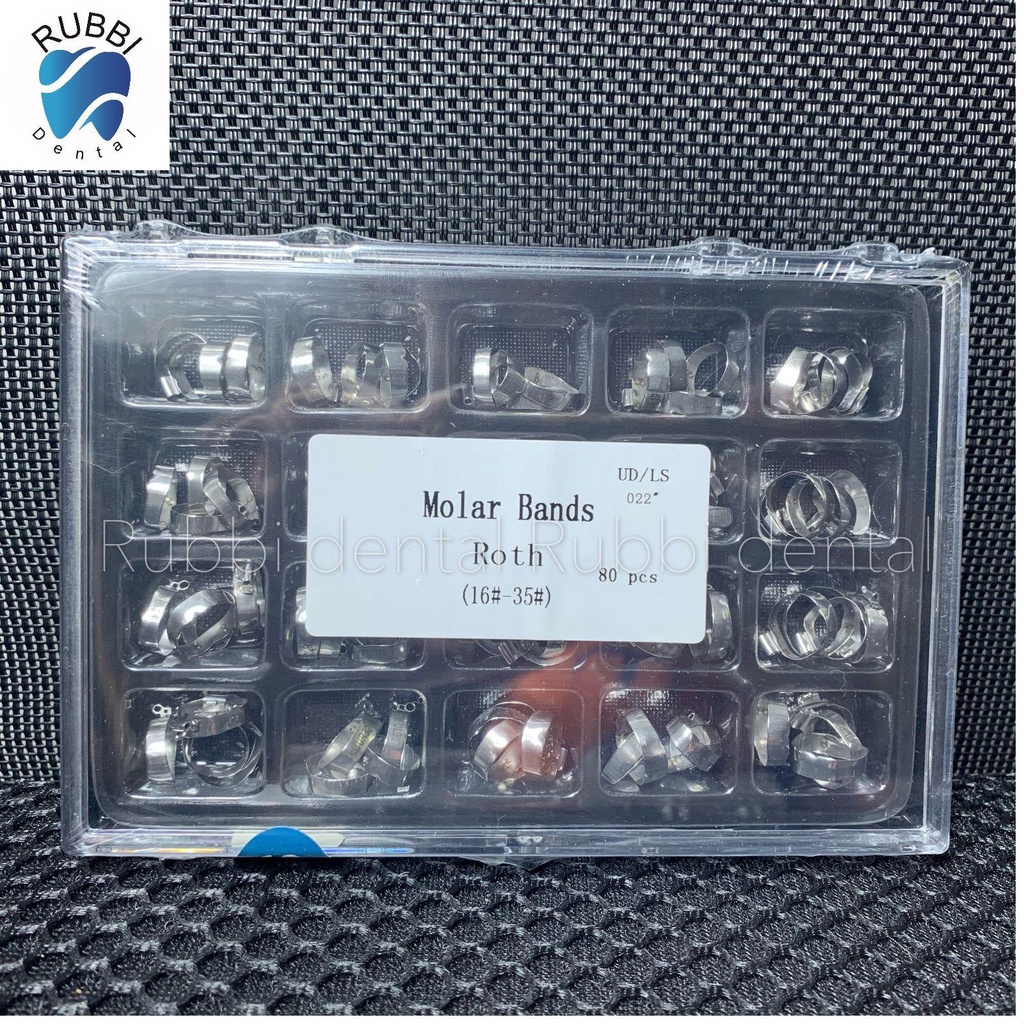 RUBBI
Dental
UD/LS
022"
Molar Bands
Rubbi dental Rubbi dental
Roth
80 pcs
(16#-35#)